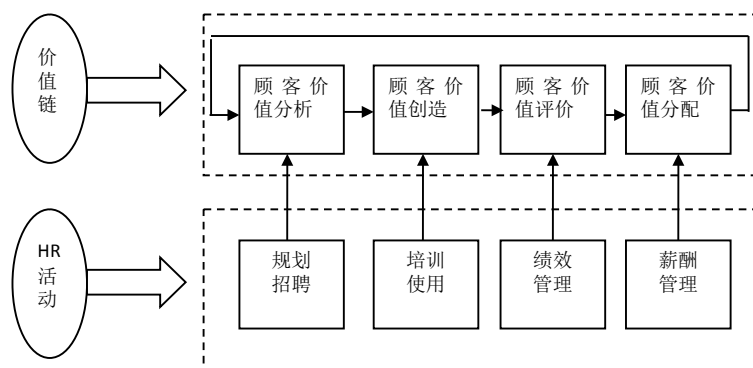 价
值
链
顾客价
值分析
顾客价
值创造
顾客价
值评价
顾客价
值分配
HR
活
动
规划
招聘
培训
使用
绩效
管理
薪酬
管理